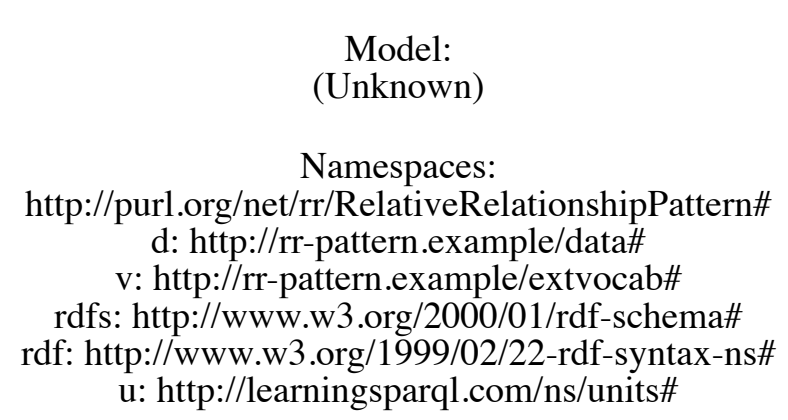 Model:
(Unknown)
Namespaces:
http://purl.org/net/rr/RelativeRelationshipPattern#
d: http://rr-pattern.example/data#
v: http://rr-pattern.example/extvocab#
rdfs: http://www.w3.org/2000/01/rdf-schema#
rdf: http://www.w3.org/1999/02/22-rdf-syntax-ns#
u: http://learningsparql.com/ns/units#